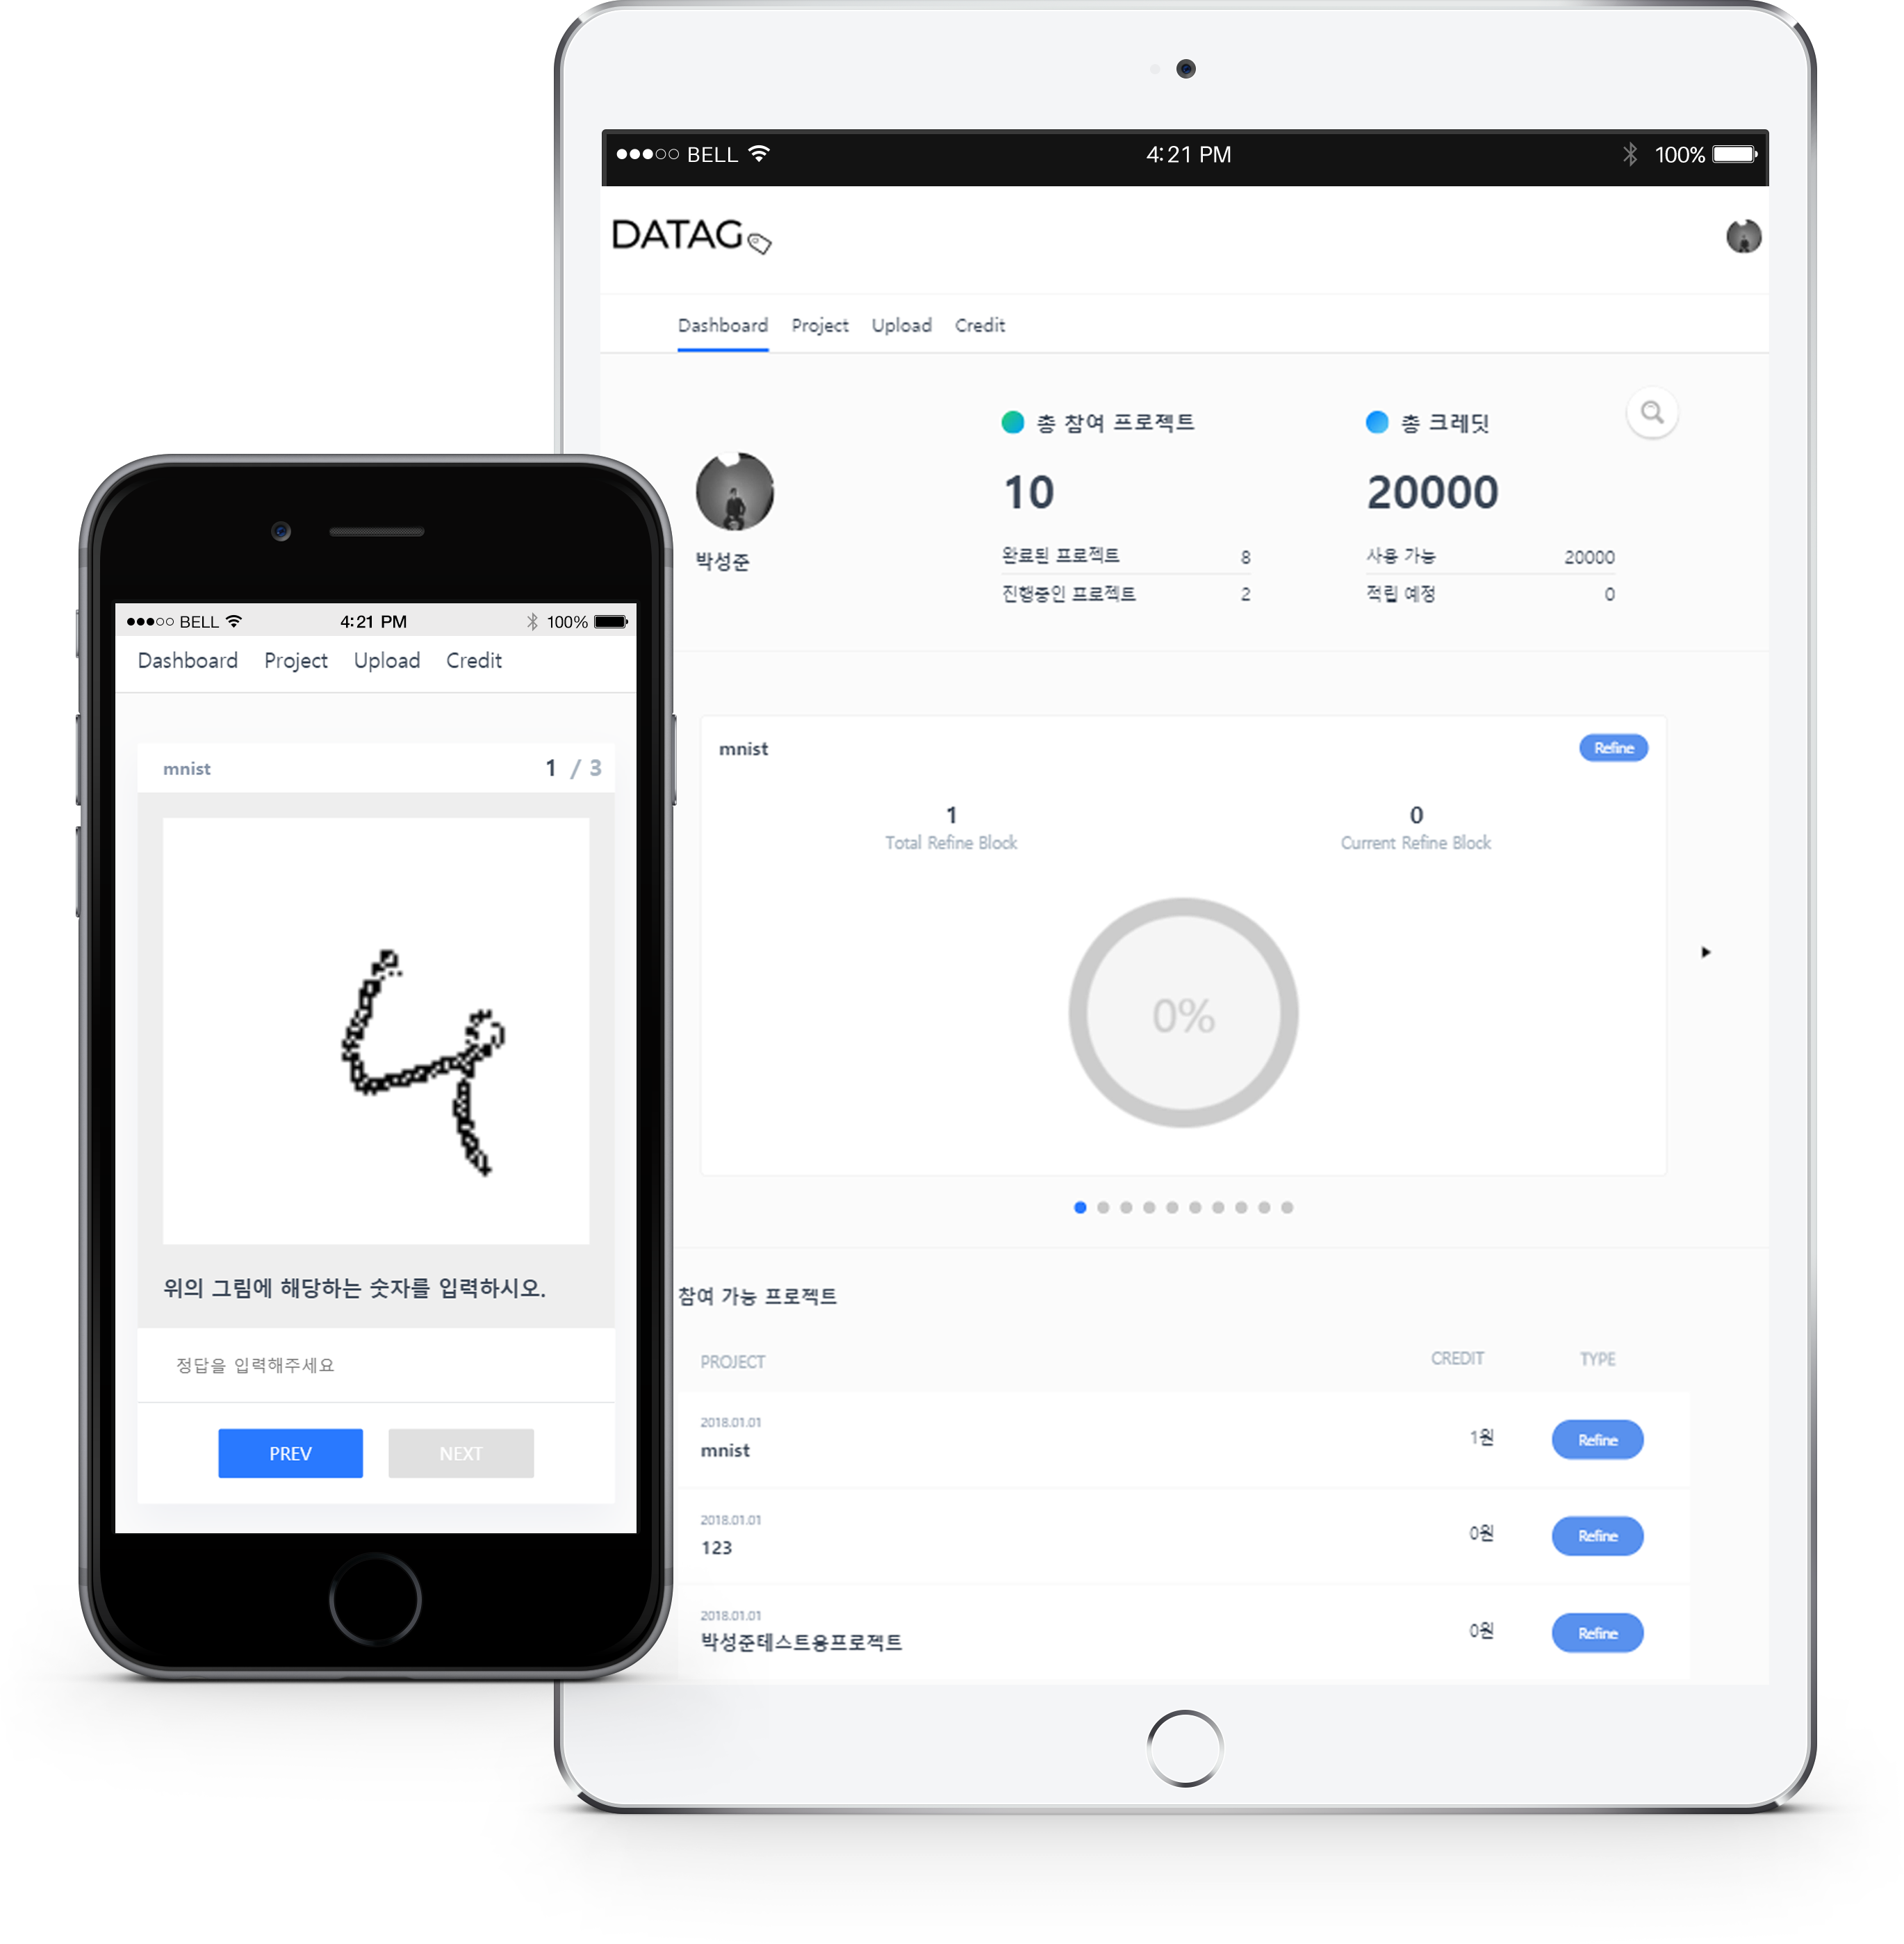 BELL 4:21 PM 100%
DATAG
Dashboard Project Upload Credit
총 참여 프로젝트 총 크레딧
10 20000
박성준
완료된 프로젝트 8 사용 가능 20000
진행중인 프로젝트 2 적립 예정 0
mnist Refine
1 0
Total Refine Block Current Refine Block
0%
참여 가능 프로젝트
PROJECT CREDIT TYPE
2018.01.01
mnist 1원 Refine
2018.01.01
123 0원 Refine
2018.01.01
박성준테스트용프로젝트 0원 Refine
BELL 4:21 PM 100%
Dashboard Project Upload Credit
mnist 1 / 3
4
위의 그림에 해당하는 숫자를 입력하시오.
정답을 입력해주세요
PREV NEXT